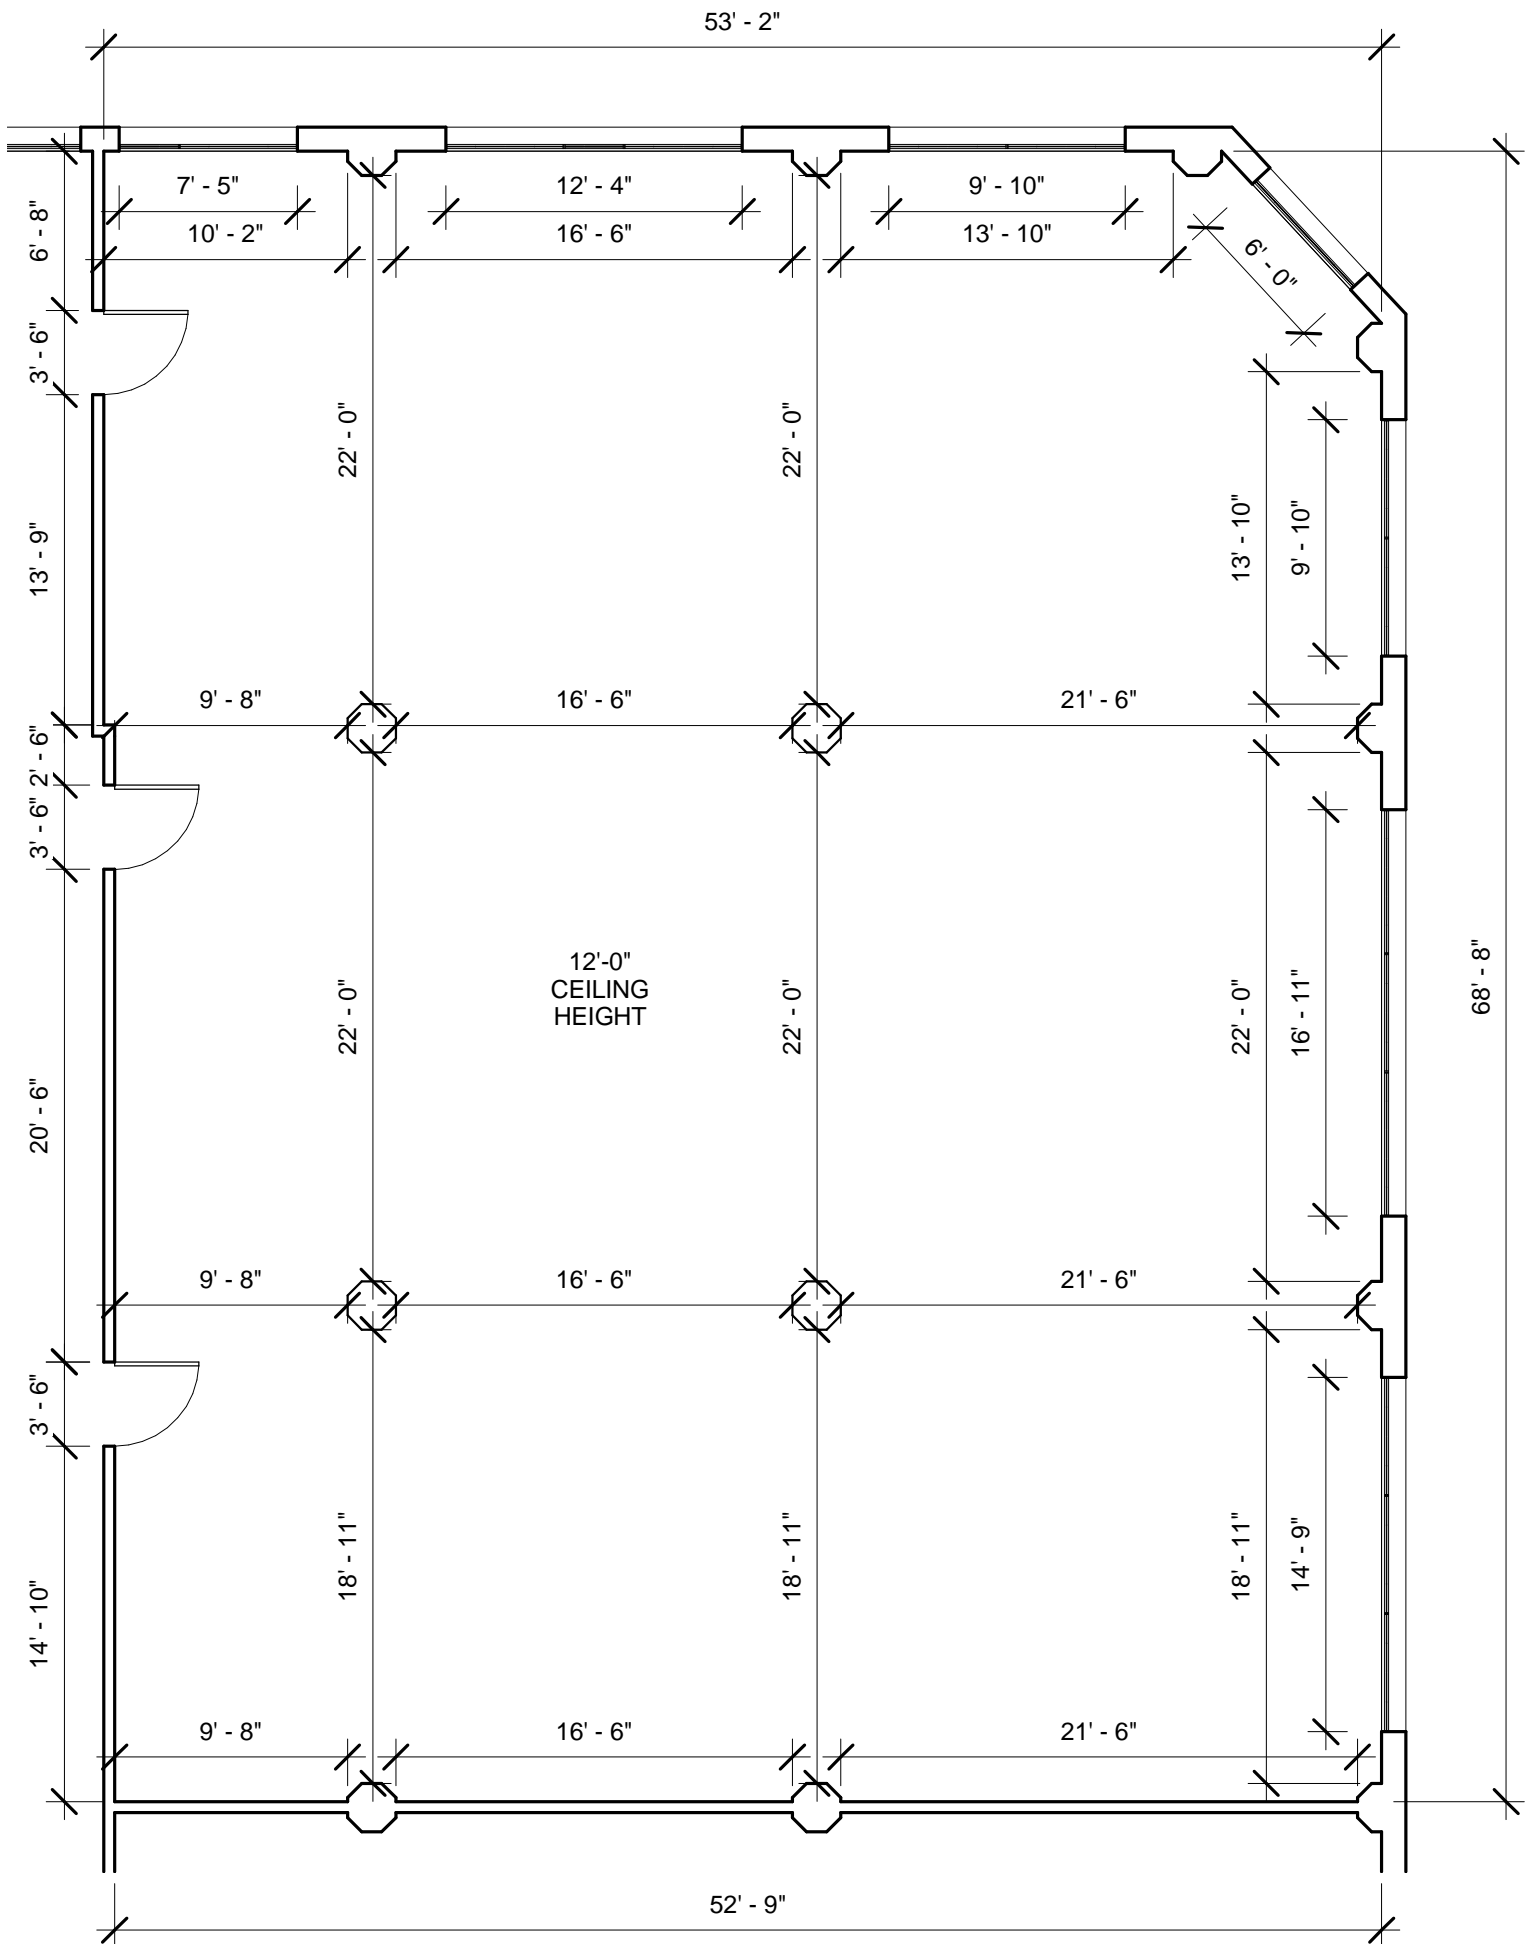 53' - 2"
7' - 5"
12' - 4"
9' - 10"
10' - 2"
16' - 6"
13' - 10"
6' - 0"
6' - 8"
3' - 6"
22' - 0"
22' - 0"
13' - 10"
9' - 10"
13' - 9"
9' - 8"
16' - 6"
21' - 6"
2' - 6"
3' - 6"
12'-0"
CEILING
HEIGHT
22' - 0"
22' - 0"
22' - 0"
16' - 11"
68' - 8"
20' - 6"
9' - 8"
16' - 6"
21' - 6"
3' - 6"
18' - 11"
18' - 11"
18' - 11"
14' - 9"
14' - 10"
9' - 8"
16' - 6"
21' - 6"
52' - 9"